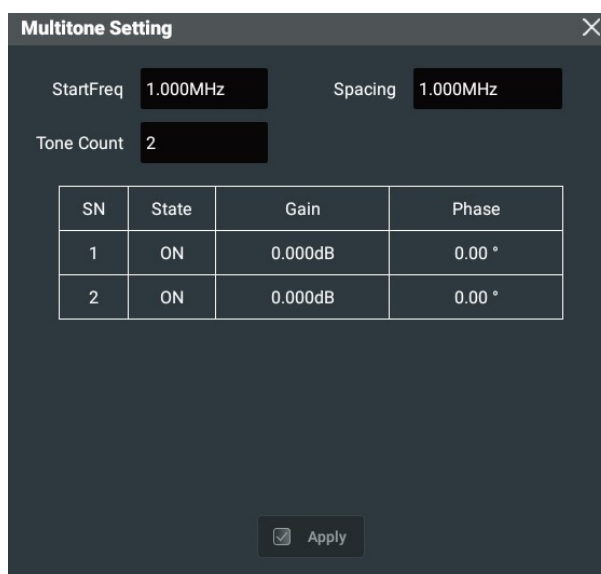 Multitone Setting
StartFreq 1.000MHz Spacing 1.000MHz
Tone Count 2
SN State Gain Phase
1 ON 0.000dB 0.00 °
2 ON 0.000dB 0.00 °
Apply